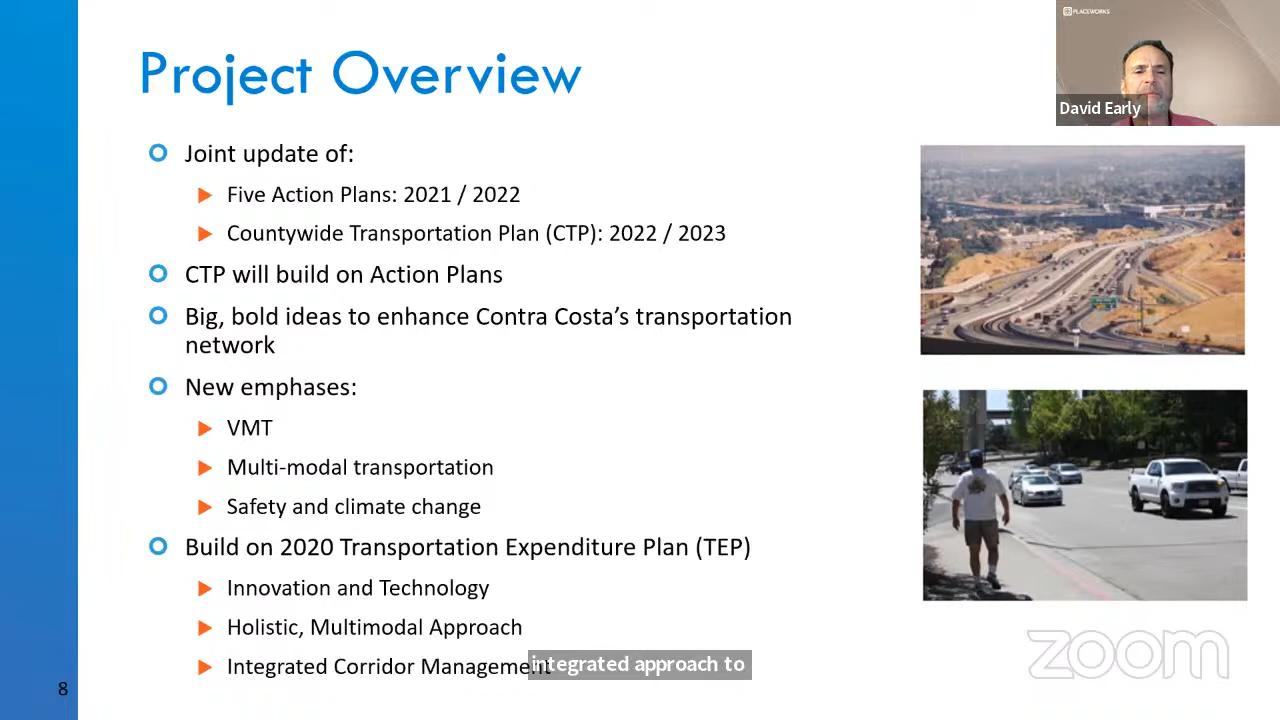 PLACEWORKS
David Early
Project Overview
Joint update of:
Five Action Plans: 2021 / 2022
Countywide Transportation Plan (CTP): 2022 / 2023
CTP will build on Action Plans
Big, bold ideas to enhance Contra Costa's transportation
network
New emphases:
VMT
Multi-modal transportation
Safety and climate change
Build on 2020 Transportation Expenditure Plan (TEP)
Innovation and Technology
Holistic, Multimodal Approach
Integrated Corridor Management
integrated approach to
zoom
8